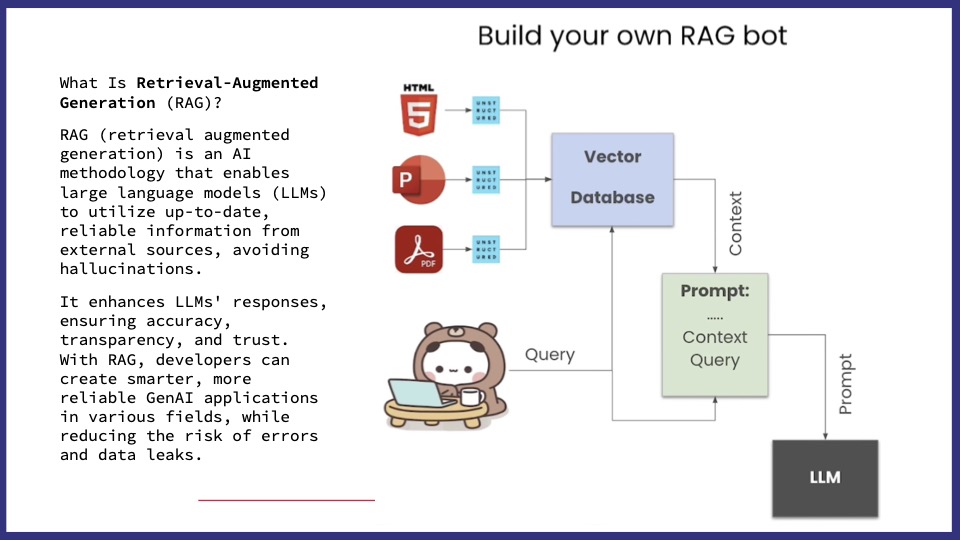 Build your own RAG bot
What Is Retrieval-Augmented
Generation (RAG)?
RAG (retrieval augmented
generation) is an AI
methodology that enables
large language models (LLMs)
to utilize up-to-date,
reliable information from
external sources, avoiding
hallucinations.
It enhances LLMs' responses,
ensuring accuracy,
transparency, and trust.
With RAG, developers can
create smarter, more
reliable GenAI applications
in various fields, while
reducing the risk of errors
and data leaks.
HTML
5
UNST
RUCT
URED
P
UNST
RUCT
URED
PDF
UNST
RUCT
URED
Vector
Database
Context
Prompt:
.....
Context
Query
Query
Prompt
LLM